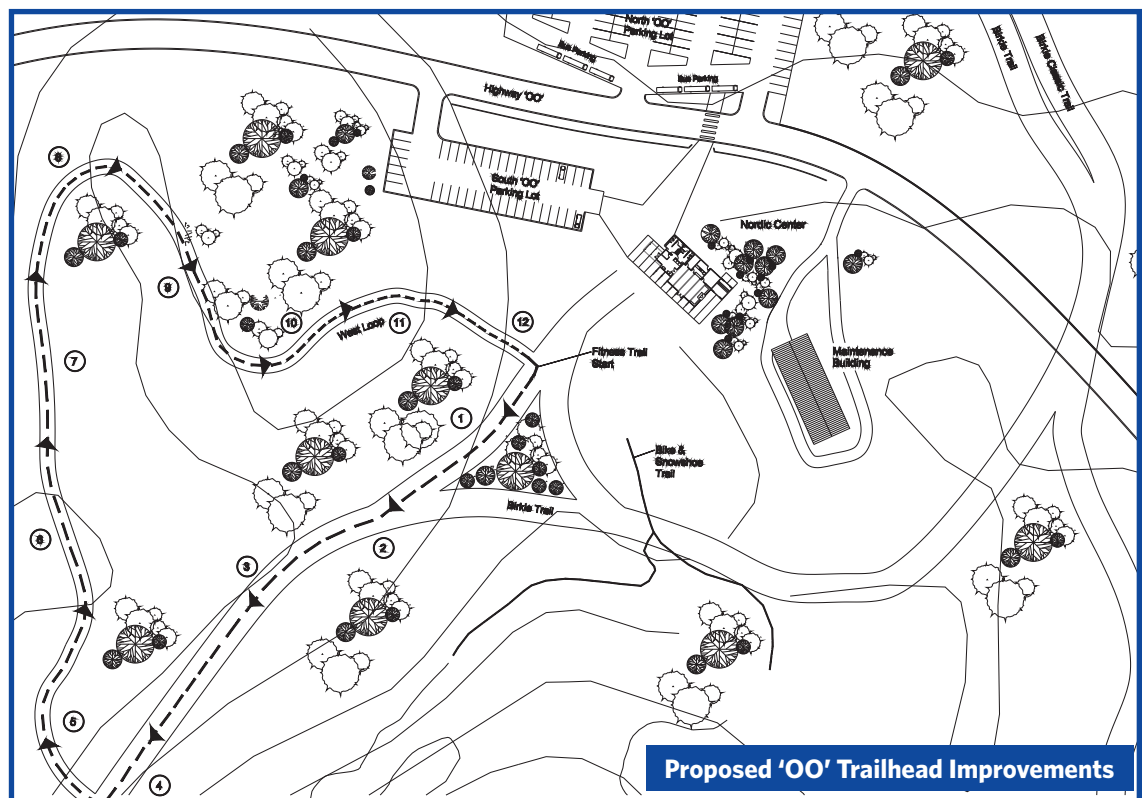 North 'OO'
Parking Lot
Bus Parking
Bus Parking
Birkie Trail
Birkie Classic Trail
Highway 'OO'
South 'OO'
Parking Lot
Nordic Center
8
9
10
West Loop
11
12
Fitness Trail
Start
Maintenance
Building
7
1
Bike &
Snowshoe
Trail
Birkie Trail
2
6
3
5
4
Proposed ‘OO’ Trailhead Improvements